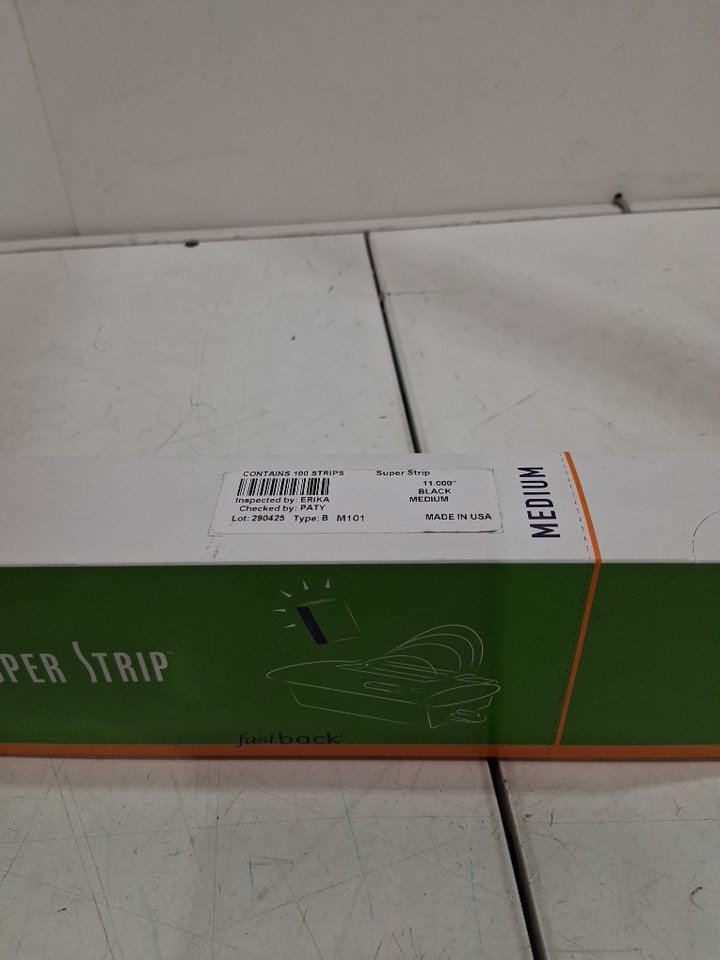 CONTAINS 100 STRIPS Super Strip
11.000"
BLACK
Inspected by: ERIKA MEDIUM
Checked by: PATY
Lot: 290425 Type: B M101 MADE IN USA
MEDIUM
STRIP
fastback